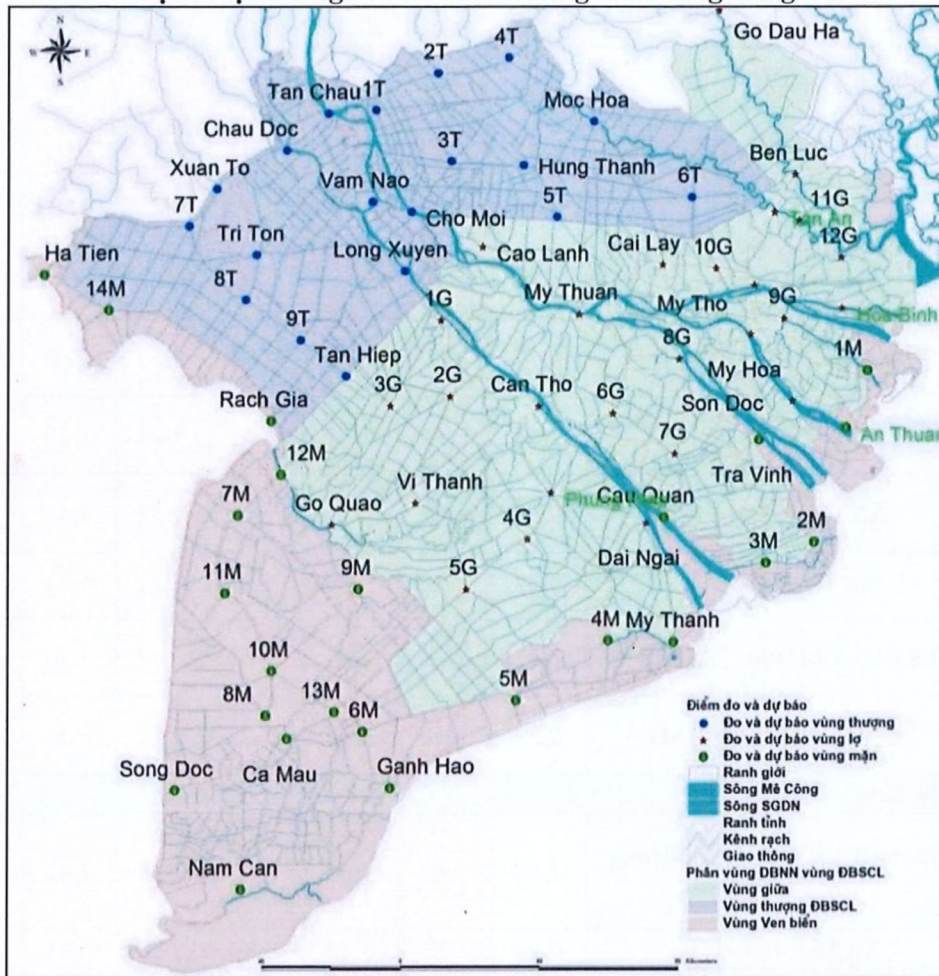 Go Dau Ha
4T
2T
Tan Chau
1T
Moc Hoa
Chau Doc
3T
Ben Luc
Xuan To
Vam Nao
Hung Thanh
6T
11G
7T
Cho Moi
5T
Tan An
Tri Ton
12G
Ha Tien
Long Xuyen
Cao Lanh
Cai Lay
10G
8T
14M
1G
My Thuan
My Tho
9G
Hoa Binh
9T
8G
1M
Tan Hiep
My Hoa
3G
2G
Can Tho
6G
Rach Gia
Son Doc
7G
An Thuan
12M
Tra Vinh
Vi Thanh
7M
Go Quao
Cau Quan
4G
2M
3M
Dai Ngai
11M
9M
5G
4M
My Thanh
10M
8M
13M
6M
5M
Song Doc
Ca Mau
Ganh Hao
Nam Can
Điểm đo và dự báo
Đo và dự báo vùng thượng
Đo và dự báo vùng lợ
Đo và dự báo vùng mặn
Ranh giới
Sông Mê Công
Sông SGDN
Ranh tỉnh
Kênh rạch
Giao thông
Phân vùng DBNN vùng ĐBSCL
Vùng giữa
Vùng thượng ĐBSCL
Vùng Ven biển
Kilometers